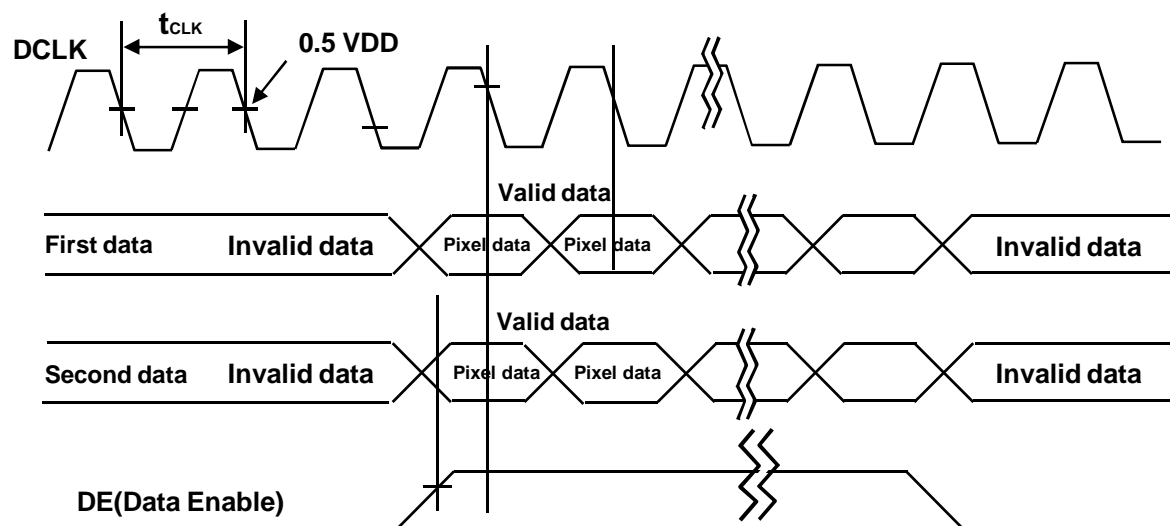 tCLK
DCLK
0.5 VDD
Valid data
First data
Invalid data
Pixel data
Pixel data
Invalid data
Valid data
Second data
Invalid data
Pixel data
Pixel data
Invalid data
DE(Data Enable)